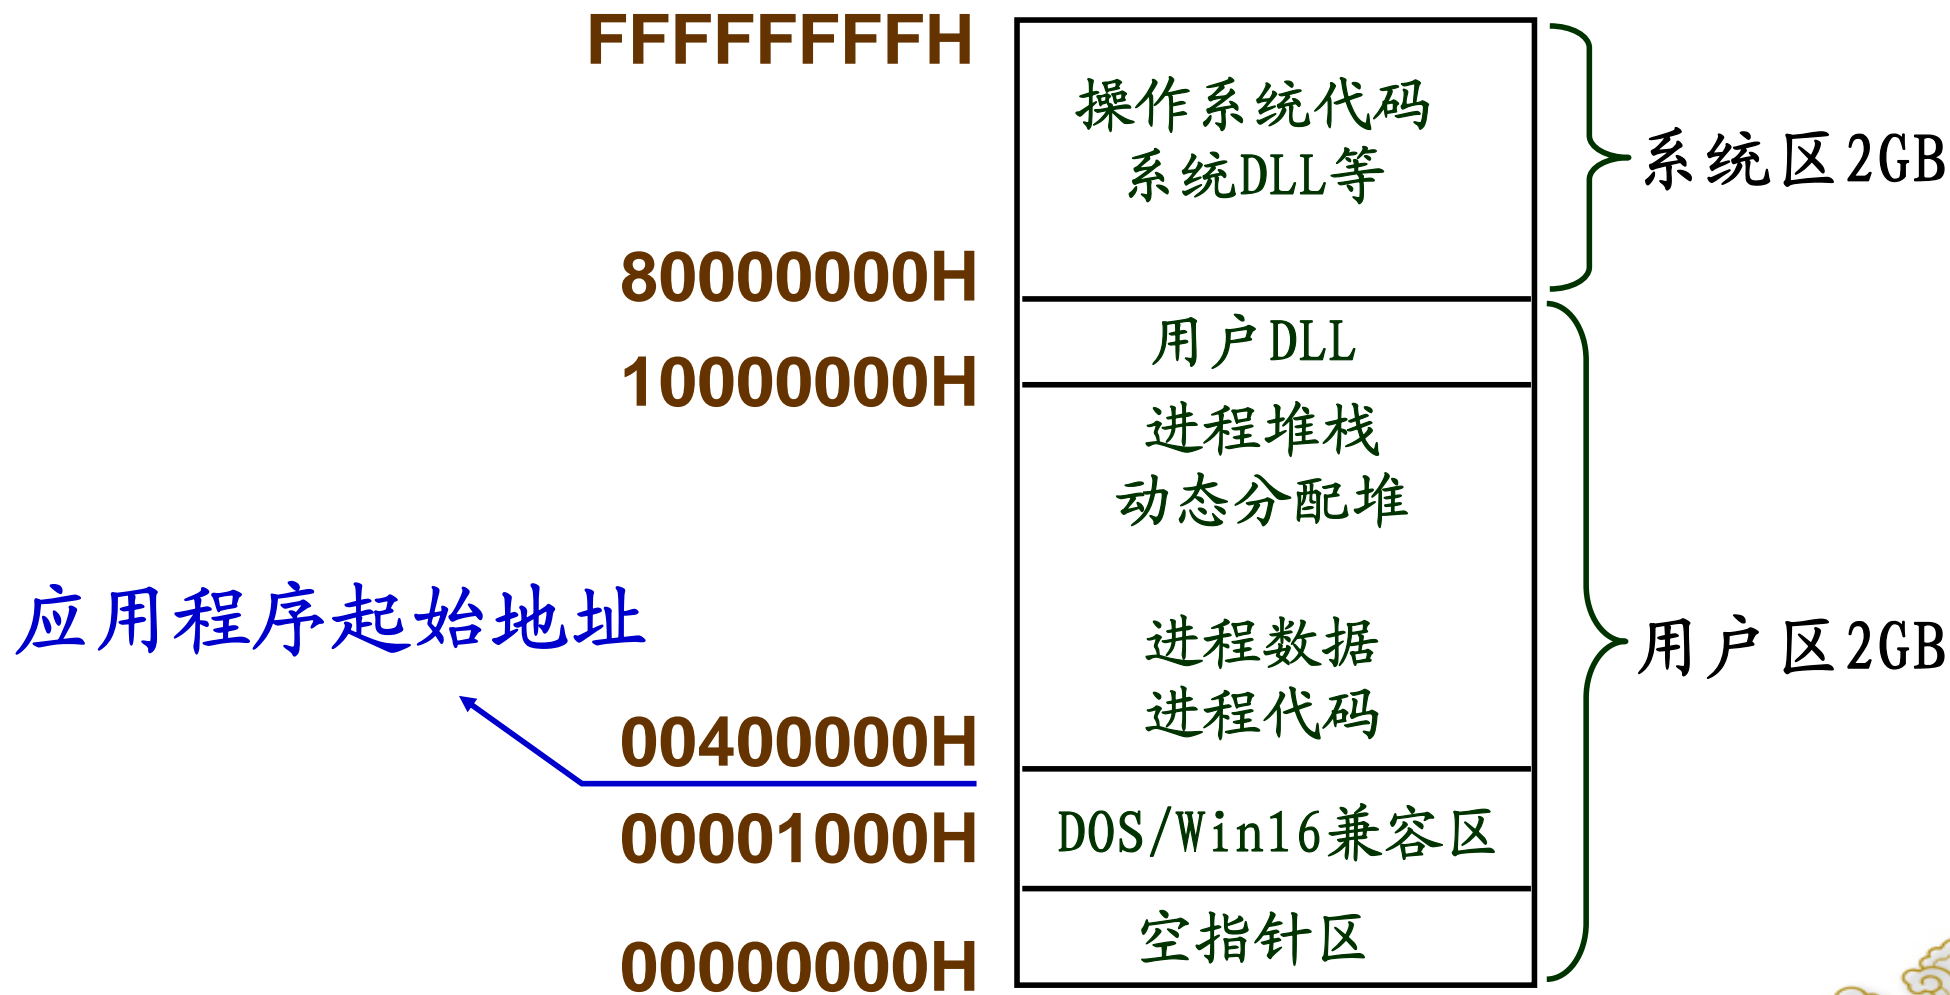 FFFFFFFFH
操作系统代码
系统DLL等
系统区2GB
80000000H
用户DLL
10000000H
进程堆栈
动态分配堆
应用程序起始地址
进程数据
用户区2GB
进程代码
00400000H
00001000H
DOS/Win16兼容区
空指针区
00000000H